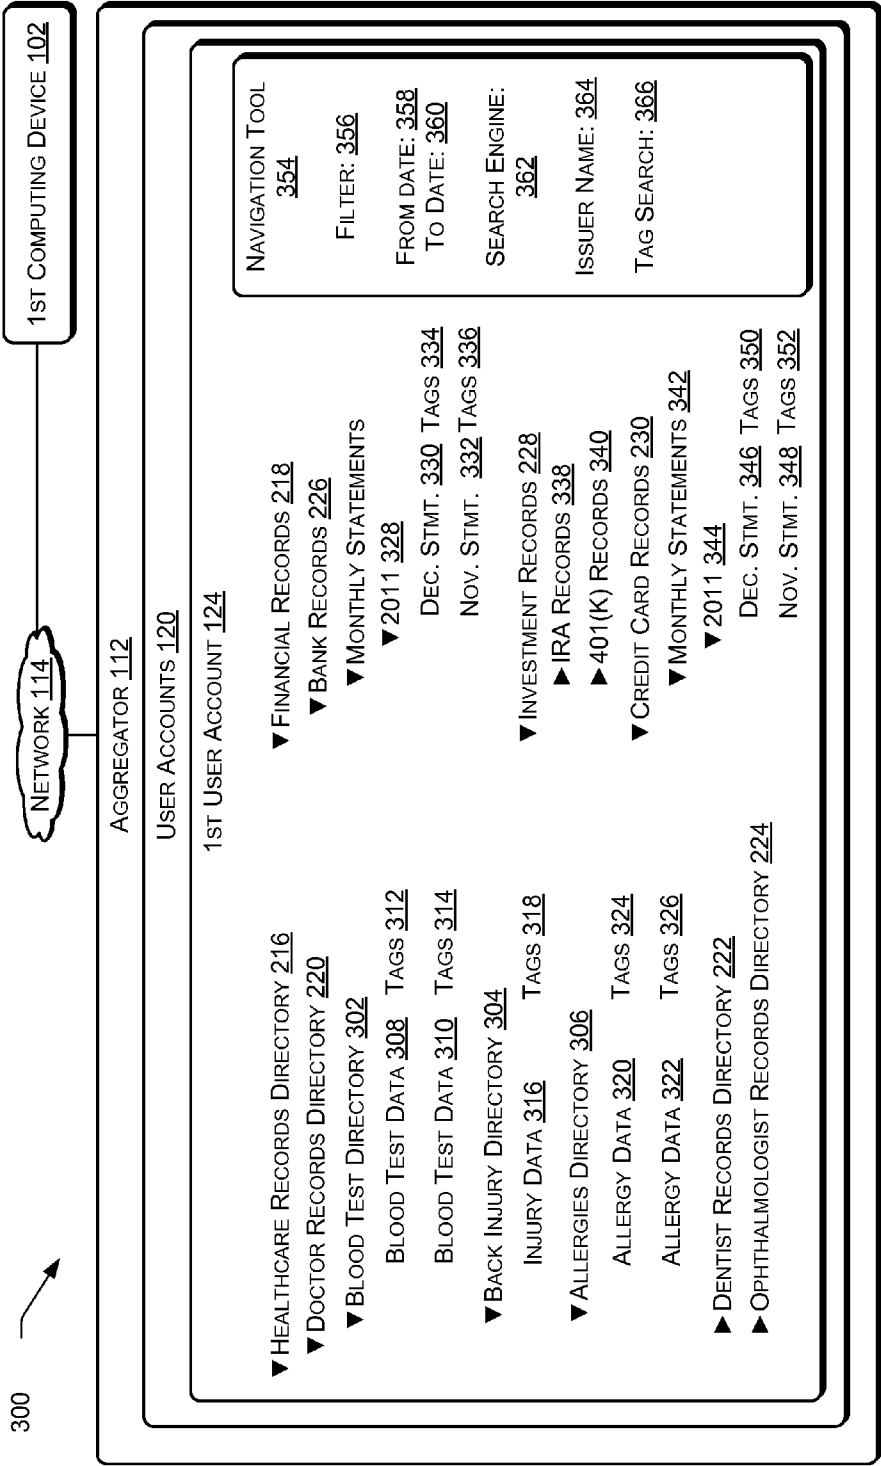 300
1ST COMPUTING DEVICE 102
NETWORK 114
AGGREGATOR 112
USER ACCOUNTS 120
1ST USER ACCOUNT 124
▼HEALTHCARE RECORDS DIRECTORY 216
▼DOCTOR RECORDS DIRECTORY 220
▼BLOOD TEST DIRECTORY 302
BLOOD TEST DATA 308 TAGS 312
BLOOD TEST DATA 310 TAGS 314
▼BACK INJURY DIRECTORY 304
INJURY DATA 316 TAGS 318
▼ALLERGIES DIRECTORY 306
ALLERGY DATA 320 TAGS 324
ALLERGY DATA 322 TAGS 326
►DENTIST RECORDS DIRECTORY 222
►OPHTHALMOLOGIST RECORDS DIRECTORY 224
▼FINANCIAL RECORDS 218
▼BANK RECORDS 226
▼MONTHLY STATEMENTS
▼2011 328
DEC. STMT. 330 TAGS 334
NOV. STMT. 332 TAGS 336
▼INVESTMENT RECORDS 228
►IRA RECORDS 338
►401(K) RECORDS 340
▼CREDIT CARD RECORDS 230
▼MONTHLY STATEMENTS 342
▼2011 344
DEC. STMT. 346 TAGS 350
NOV. STMT. 348 TAGS 352
NAVIGATION TOOL
354
FILTER: 356
FROM DATE: 358
TO DATE: 360
SEARCH ENGINE:
362
ISSUER NAME: 364
TAG SEARCH: 366